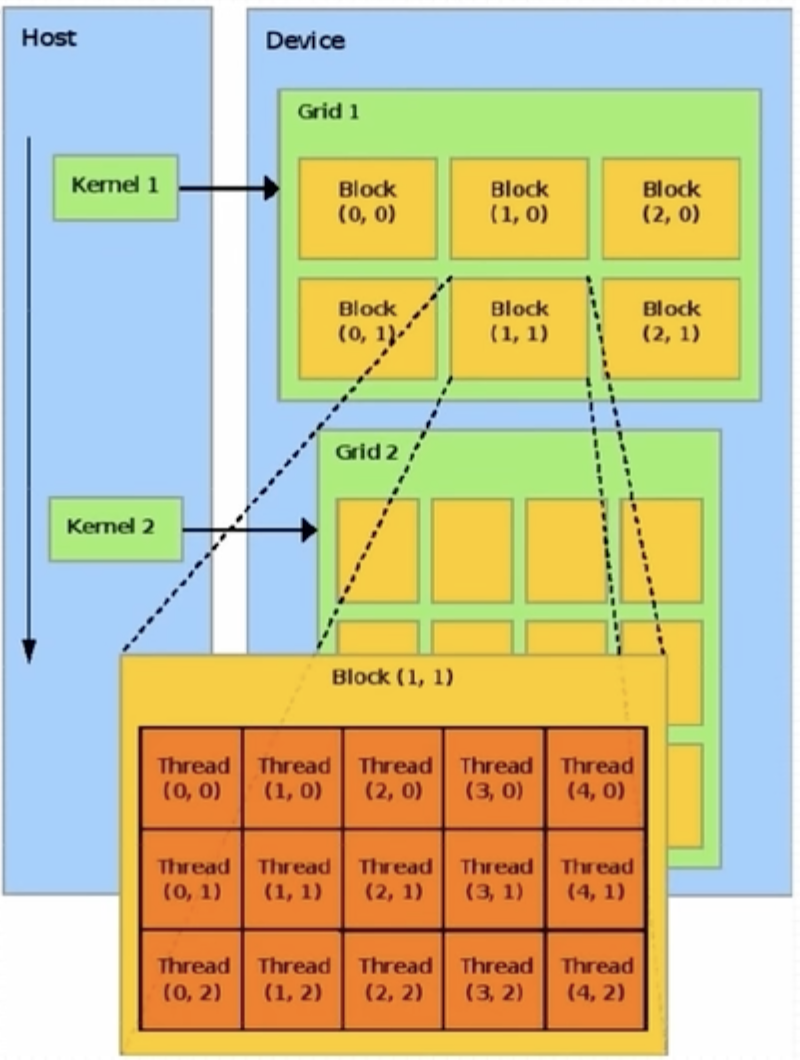 Host
Device
Grid 1
Kernel 1
Block Block Block
(0, 0) (1, 0) (2, 0)
Block Block Block
(0, 1) (1, 1) (2, 1)
Grid 2
Kernel 2
Block (1, 1)
Thread Thread Thread Thread Thread
(0, 0) (1, 0) (2, 0) (3, 0) (4, 0)
Thread Thread Thread Thread Thread
(0, 1) (1, 1) (2, 1) (3, 1) (4, 1)
Thread Thread Thread Thread Thread
(0, 2) (1, 2) (2, 2) (3, 2) (4, 2)